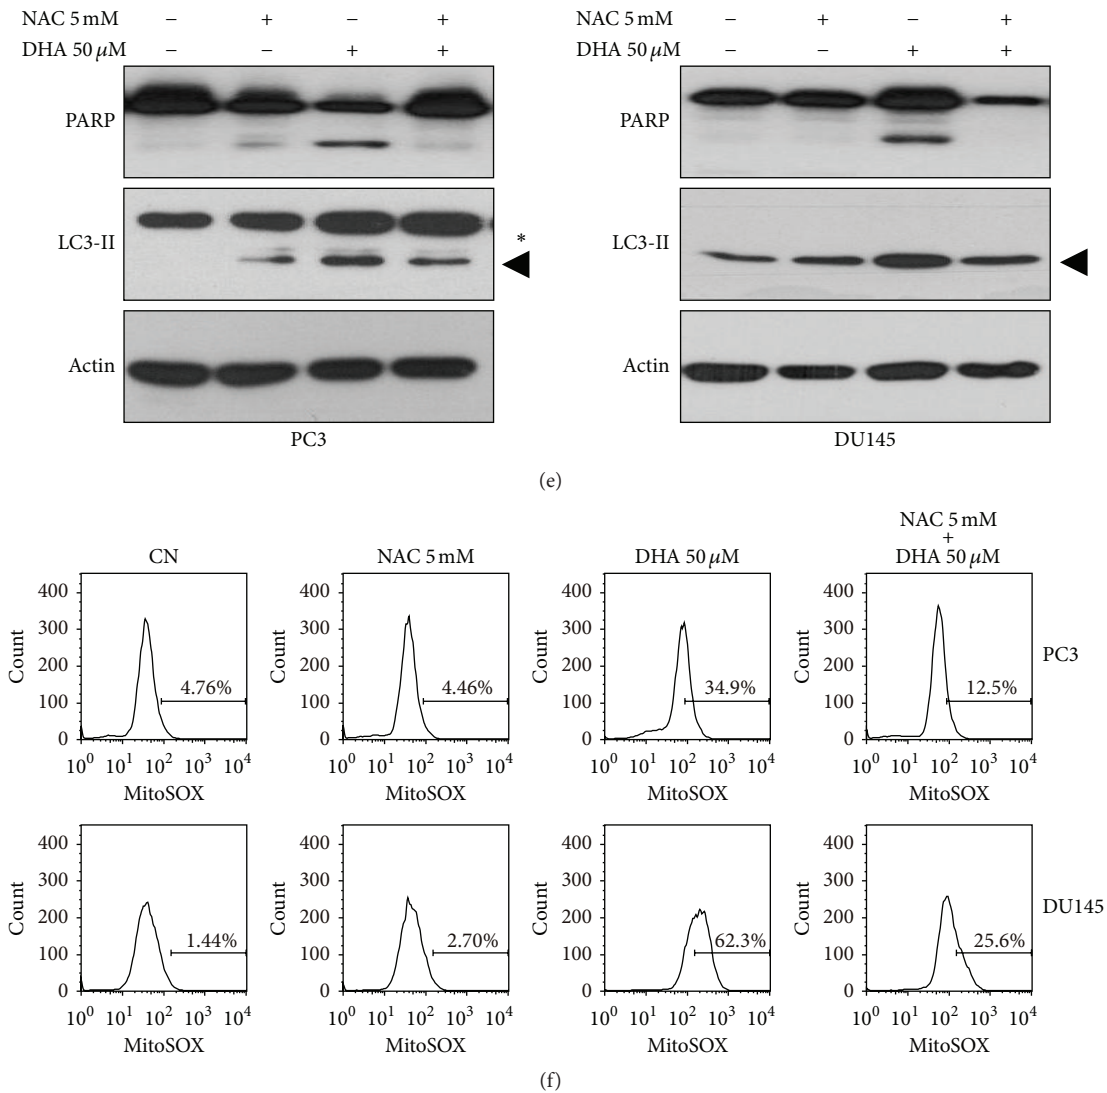 NAC 5 mM − + − +
DHA 50 μM − − + +
PARP
LC3-II
*
Actin
PC3
NAC 5 mM − + − +
DHA 50 μM − − + +
PARP
LC3-II
Actin
DU145
(e)
CN
NAC 5 mM
DHA 50 μM
NAC 5 mM
+
DHA 50 μM
Count
400
300
200
100
0
4.76%
10⁰ 10¹ 10² 10³ 10⁴
MitoSOX
Count
400
300
200
100
0
4.46%
10⁰ 10¹ 10² 10³ 10⁴
MitoSOX
Count
400
300
200
100
0
34.9%
10⁰ 10¹ 10² 10³ 10⁴
MitoSOX
Count
400
300
200
100
0
12.5%
10⁰ 10¹ 10² 10³ 10⁴
MitoSOX
PC3
Count
400
300
200
100
0
1.44%
10⁰ 10¹ 10² 10³ 10⁴
MitoSOX
Count
400
300
200
100
0
2.70%
10⁰ 10¹ 10² 10³ 10⁴
MitoSOX
Count
400
300
200
100
0
62.3%
10⁰ 10¹ 10² 10³ 10⁴
MitoSOX
Count
400
300
200
100
0
25.6%
10⁰ 10¹ 10² 10³ 10⁴
MitoSOX
DU145
(f)